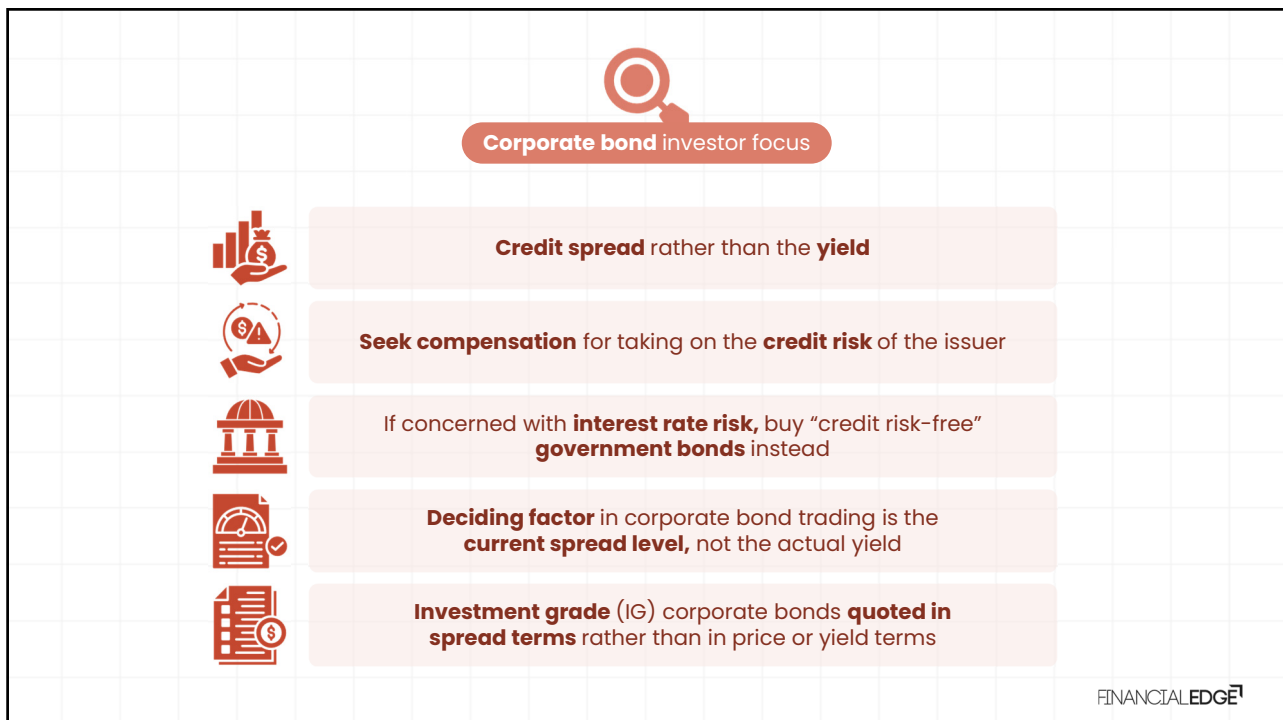 Corporate bond investor focus
Credit spread rather than the yield
Seek compensation for taking on the credit risk of the issuer
If concerned with interest rate risk, buy “credit risk-free”
government bonds instead
Deciding factor in corporate bond trading is the
current spread level, not the actual yield
Investment grade (IG) corporate bonds quoted in
spread terms rather than in price or yield terms
FINANCIALEDGE